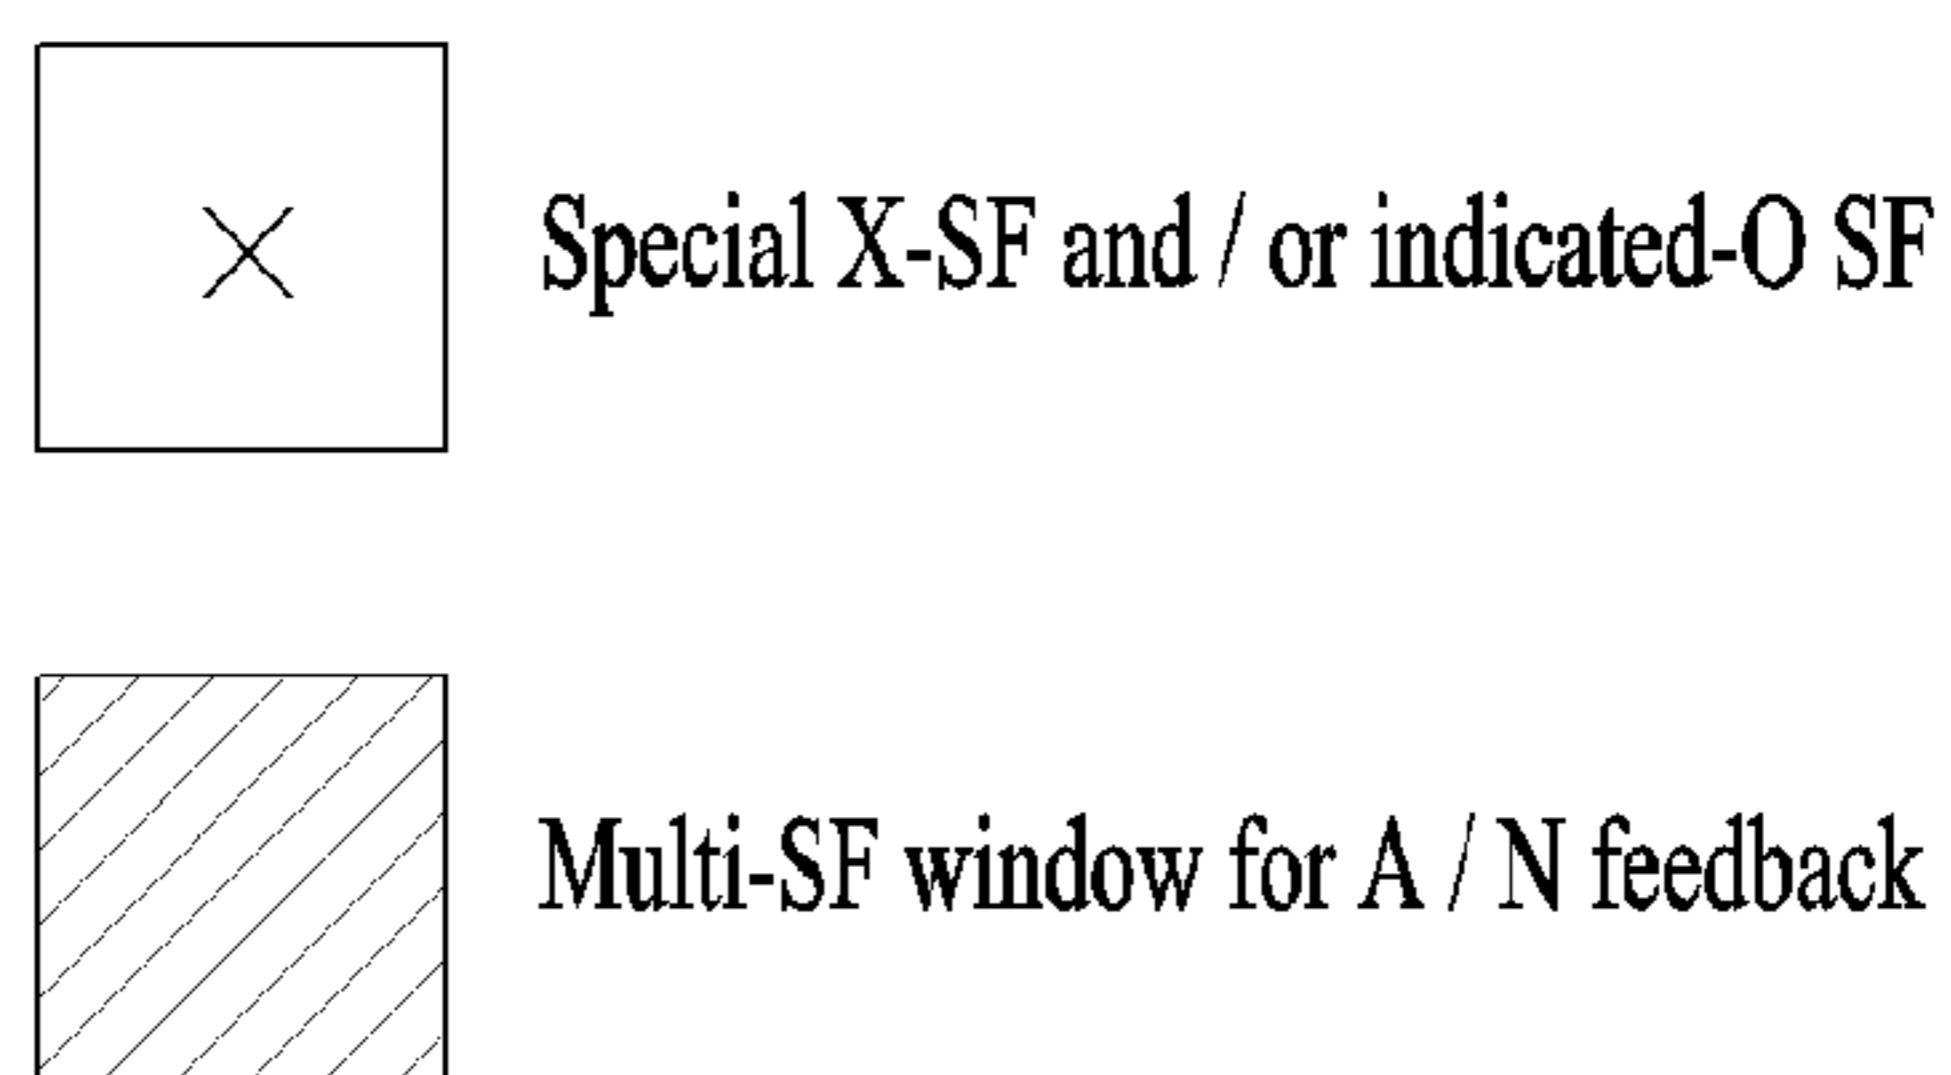 X
Special X-SF and / or indicated-O SF
Multi-SF window for A / N feedback